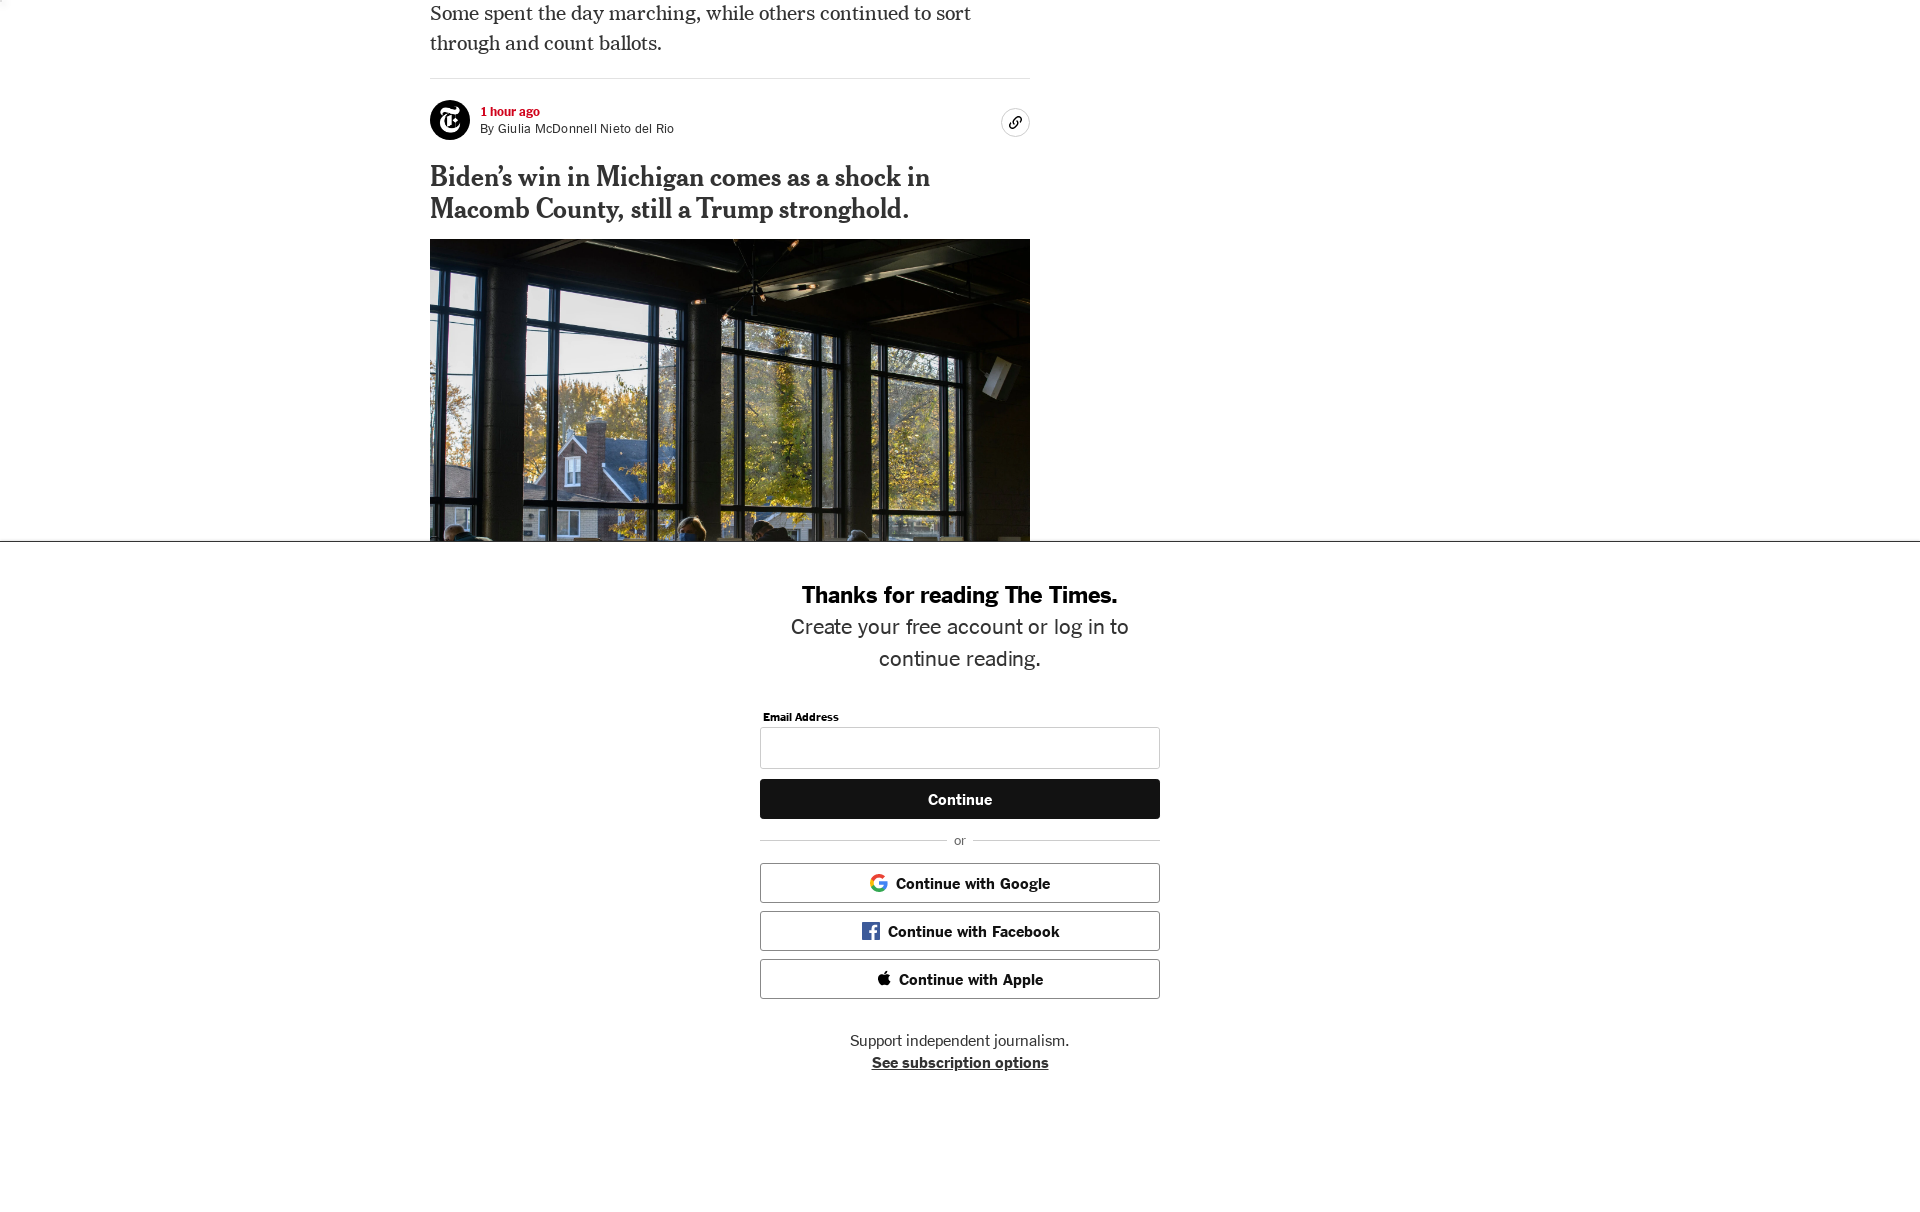 Some spent the day marching, while others continued to sort
through and count ballots.
1 hour ago
By Giulia McDonnell Nieto del Rio
Biden’s win in Michigan comes as a shock in
Macomb County, still a Trump stronghold.
Thanks for reading The Times.
Create your free account or log in to
continue reading.
Email Address
Continue
or
Continue with Google
Continue with Facebook
Continue with Apple
Support independent journalism.
See subscription options